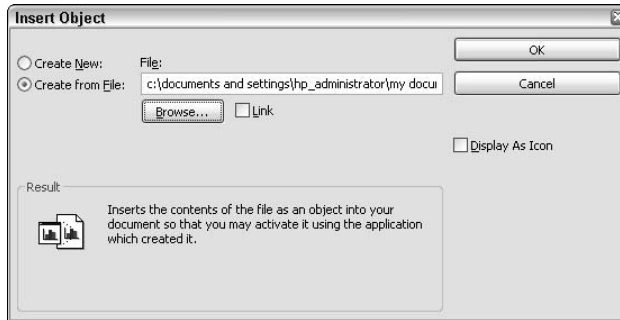 Insert Object
Create New:
Create from File:
File:
c:\documents and settings\hp_administrator\my docu
Browse...
Link
OK
Cancel
Display As Icon
Result
Inserts the contents of the file as an object into your
document so that you may activate it using the application
which created it.